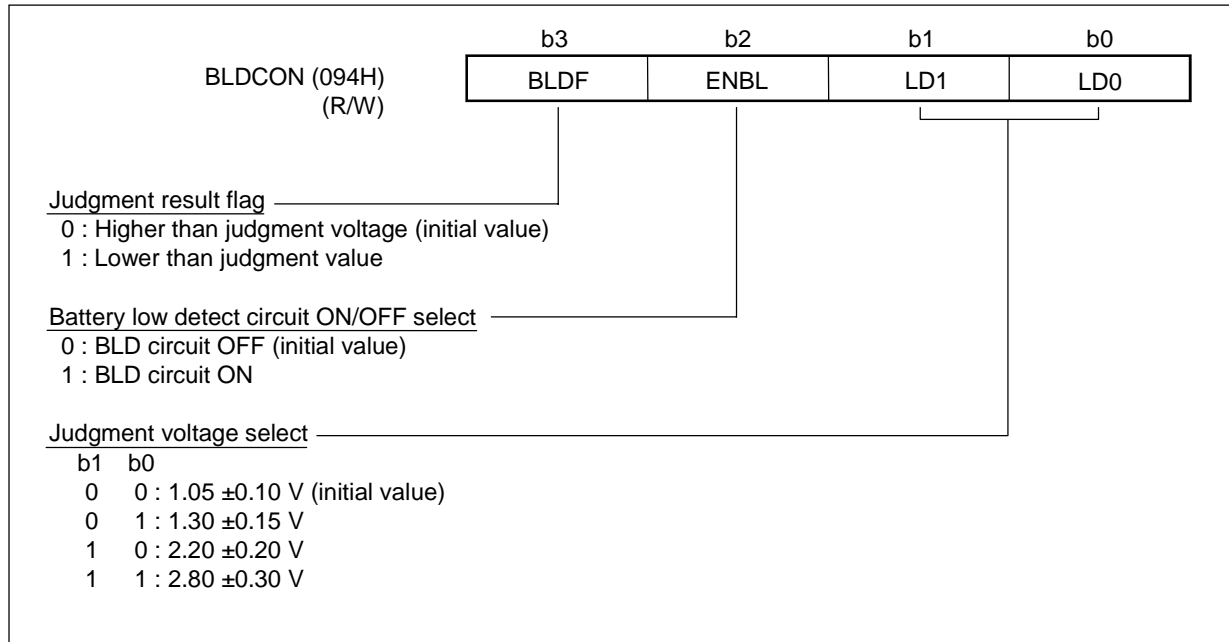 b3 b2 b1 b0
BLDCON (094H) BLDF ENBL LD1 LD0
(R/W)
Judgment result flag
0 : Higher than judgment voltage (initial value)
1 : Lower than judgment value
Battery low detect circuit ON/OFF select
0 : BLD circuit OFF (initial value)
1 : BLD circuit ON
Judgment voltage select
b1 b0
0 0 : 1.05 ±0.10 V (initial value)
0 1 : 1.30 ±0.15 V
1 0 : 2.20 ±0.20 V
1 1 : 2.80 ±0.30 V